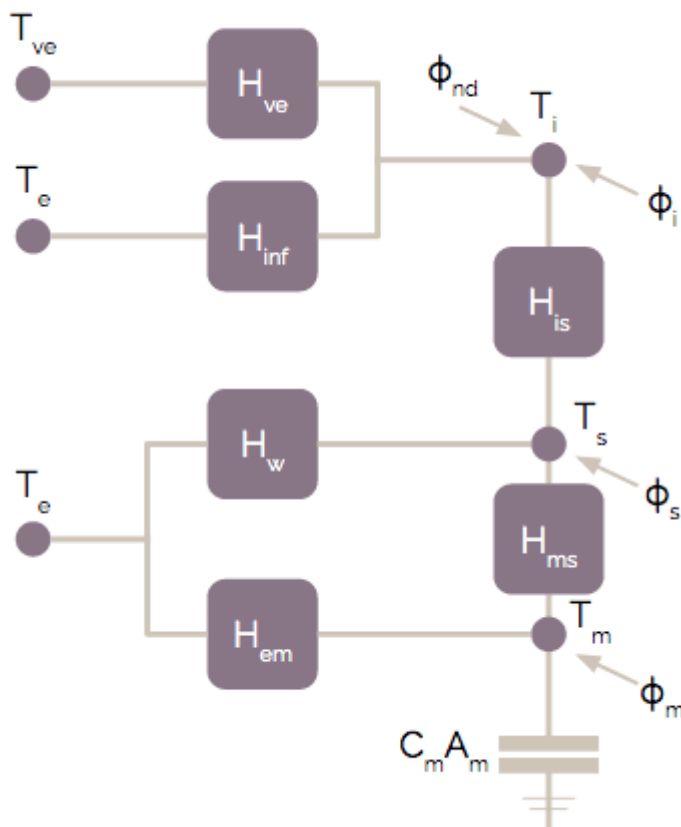 T_ve
H_ve
ϕ_nd
T_i
T_e
H_inf
ϕ_i
H_is
H_w
T_s
T_e
ϕ_s
H_ms
H_em
T_m
ϕ_m
C_mA_m